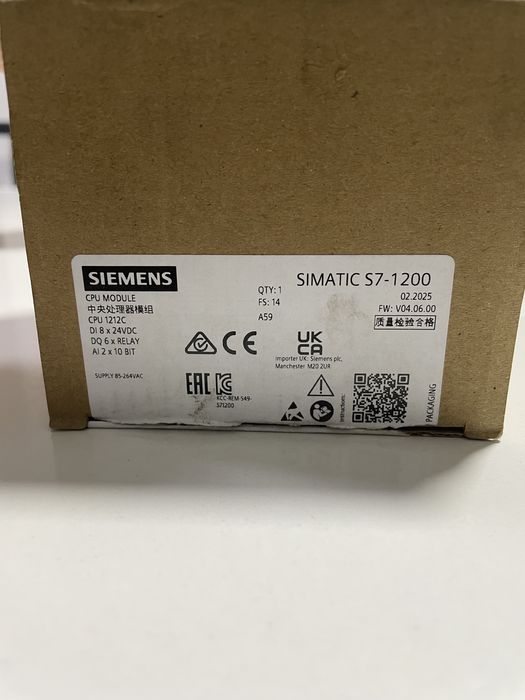 SIEMENS
CPU MODULE
中央处理器模组
CPU 1212C
DI 8 x 24VDC
DQ 6 x RELAY
AI 2 x 10 BIT
SUPPLY 85-264VAC
QTY: 1
FS: 14
A59
SIMATIC S7-1200
02.2025
FW: V04.06.00
质量检验合格
CE
UK
CA
Importer UK: Siemens plc,
Manchester M20 2UR
EAC
KCC-REM-S49-
S71200
Instructions:
PACKAGING